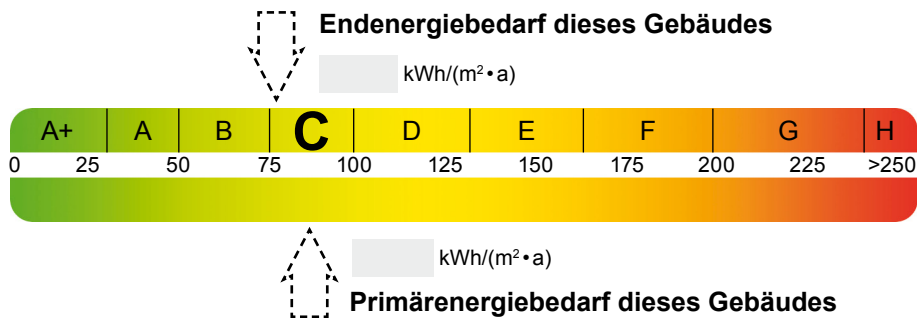 Endenergiebedarf dieses Gebäudes
kWh/(m²•a)
A+ A B C D E F G H
0 25 50 75 100 125 150 175 200 225 >250
kWh/(m²•a)
Primärenergiebedarf dieses Gebäudes